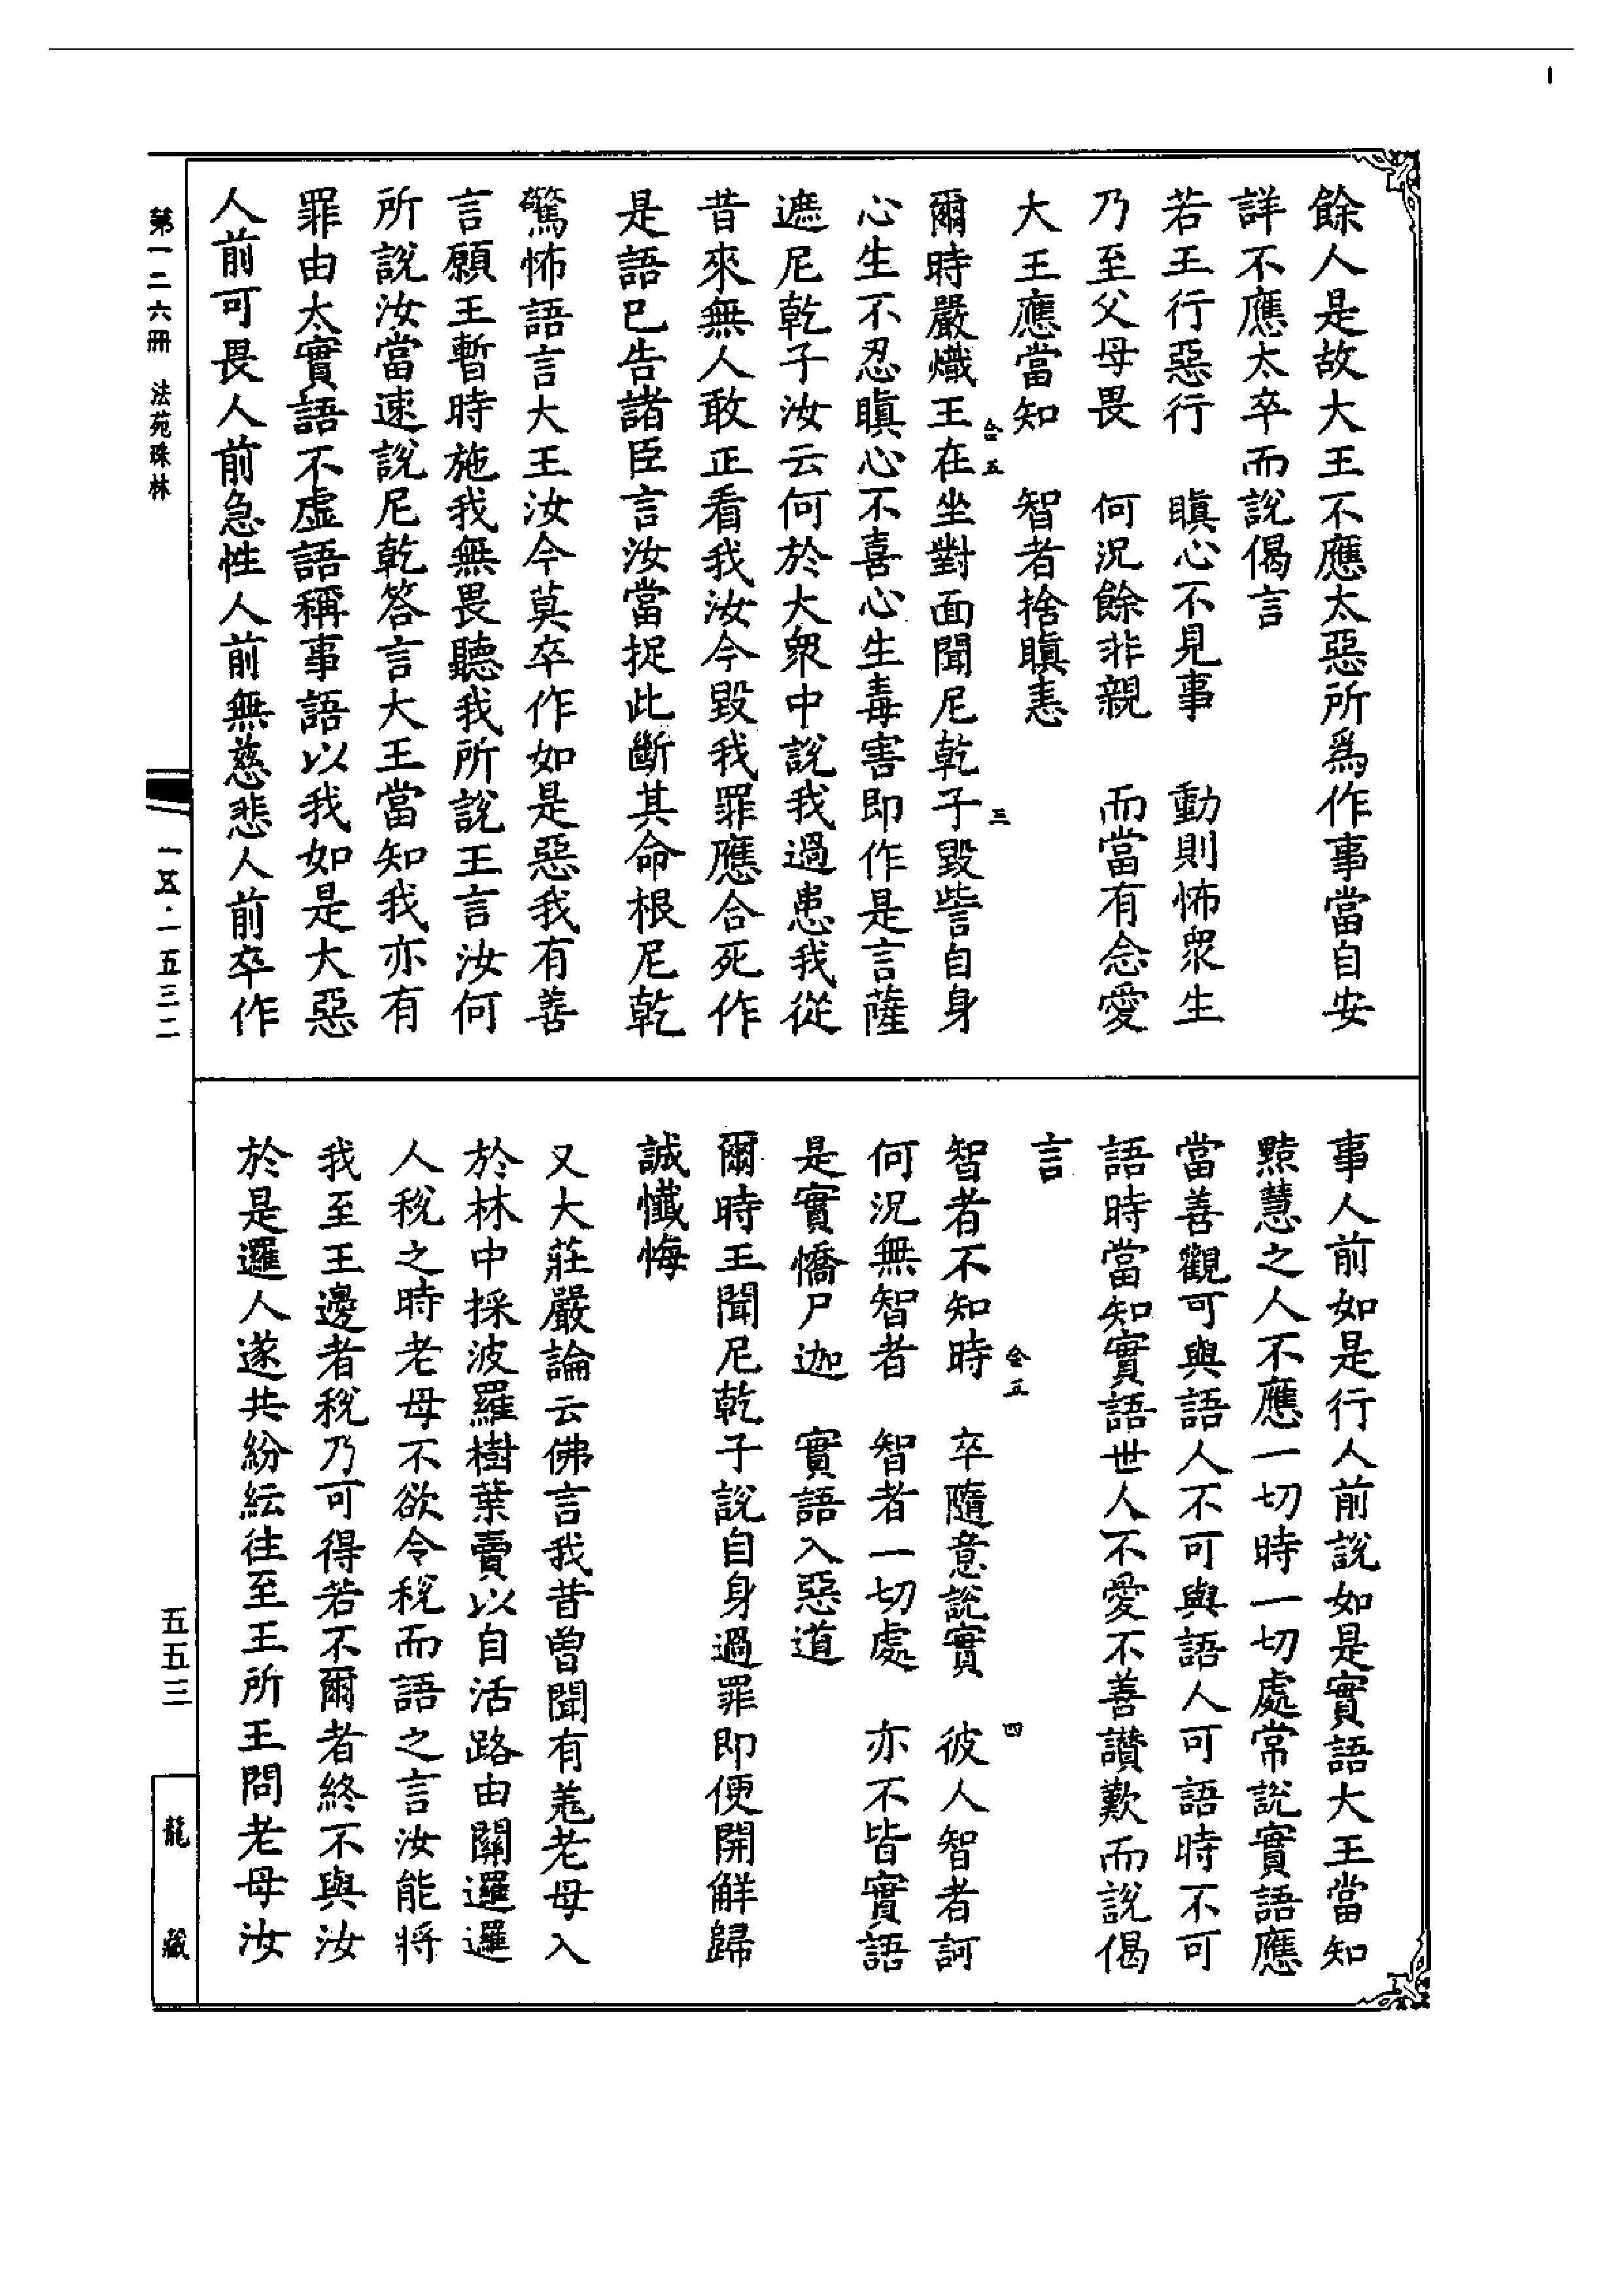 餘人是故大王不應太惡所為作事當自安
詳不應太卒而說偈言
若王行惡行　瞋心不見事　動則怖眾生
乃至父母畏　何況餘非親　而當有念愛
大王應當知　智者捨瞋恚
爾時嚴熾王在坐對面聞尼乾子毀呰自身
心生不忍瞋心不喜心生毒害即作是言薩
遮尼乾子汝云何於大眾中說我過患我從
昔來無人敢正看我汝今毀我罪應合死作
是語已告諸臣言汝當捉此斷其命根尼乾
驚怖語言大王汝今莫卒作如是惡我有善
言願王暫時施我無畏聽我所說王言汝何
所說汝當速說尼乾答言大王當知我亦有
罪由太實語不虛語稱事語以我如是大惡
人前可畏人前急性人前無慈悲人前卒作
事人前如是行人前說如是實語大王當知
黠慧之人不應一切時一切處常說實語應
當善觀可與語人不可與語人可語時不可
語時當知實語世人不愛不善讚歎而說偈
言
智者不知時　卒隨意說實　彼人智者訶
何況無智者　智者一切處　亦不皆實語
是實憍尸迦　實語入惡道
爾時王聞尼乾子說自身過罪即便開解歸
誠懺悔
又大莊嚴論云佛言我昔曾聞有羗老母入
於林中採波羅樹葉賣以自活路由關邏邏
人稅之時老母不欲令稅而語之言汝能將
我至王邊者稅乃可得若不爾者終不與汝
於是邏人遂共紛紜往至王所王問老母汝
第一二六冊　法苑珠林
一五·一五三二
五五三
龍藏
三
五
四
五